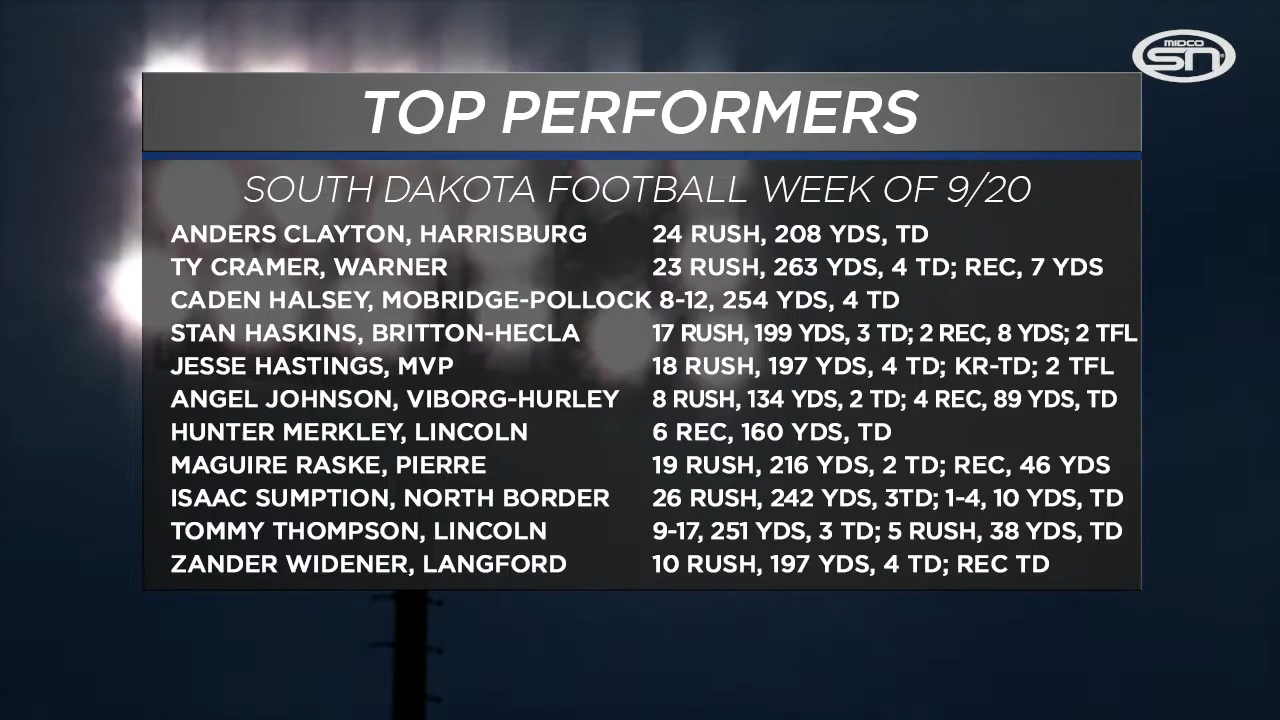 MIDCO
SN
TOP PERFORMERS
SOUTH DAKOTA FOOTBALL WEEK OF 9/20
ANDERS CLAYTON, HARRISBURG 24 RUSH, 208 YDS, TD
TY CRAMER, WARNER 23 RUSH, 263 YDS, 4 TD; REC, 7 YDS
CADEN HALSEY, MOBRIDGE-POLLOCK 8-12, 254 YDS, 4 TD
STAN HASKINS, BRITTON-HECLA 17 RUSH, 199 YDS, 3 TD; 2 REC, 8 YDS; 2 TFL
JESSE HASTINGS, MVP 18 RUSH, 197 YDS, 4 TD; KR-TD; 2 TFL
ANGEL JOHNSON, VIBORG-HURLEY 8 RUSH, 134 YDS, 2 TD; 4 REC, 89 YDS, TD
HUNTER MERKLEY, LINCOLN 6 REC, 160 YDS, TD
MAGUIRE RASKE, PIERRE 19 RUSH, 216 YDS, 2 TD; REC, 46 YDS
ISAAC SUMPTION, NORTH BORDER 26 RUSH, 242 YDS, 3TD; 1-4, 10 YDS, TD
TOMMY THOMPSON, LINCOLN 9-17, 251 YDS, 3 TD; 5 RUSH, 38 YDS, TD
ZANDER WIDENER, LANGFORD 10 RUSH, 197 YDS, 4 TD; REC TD